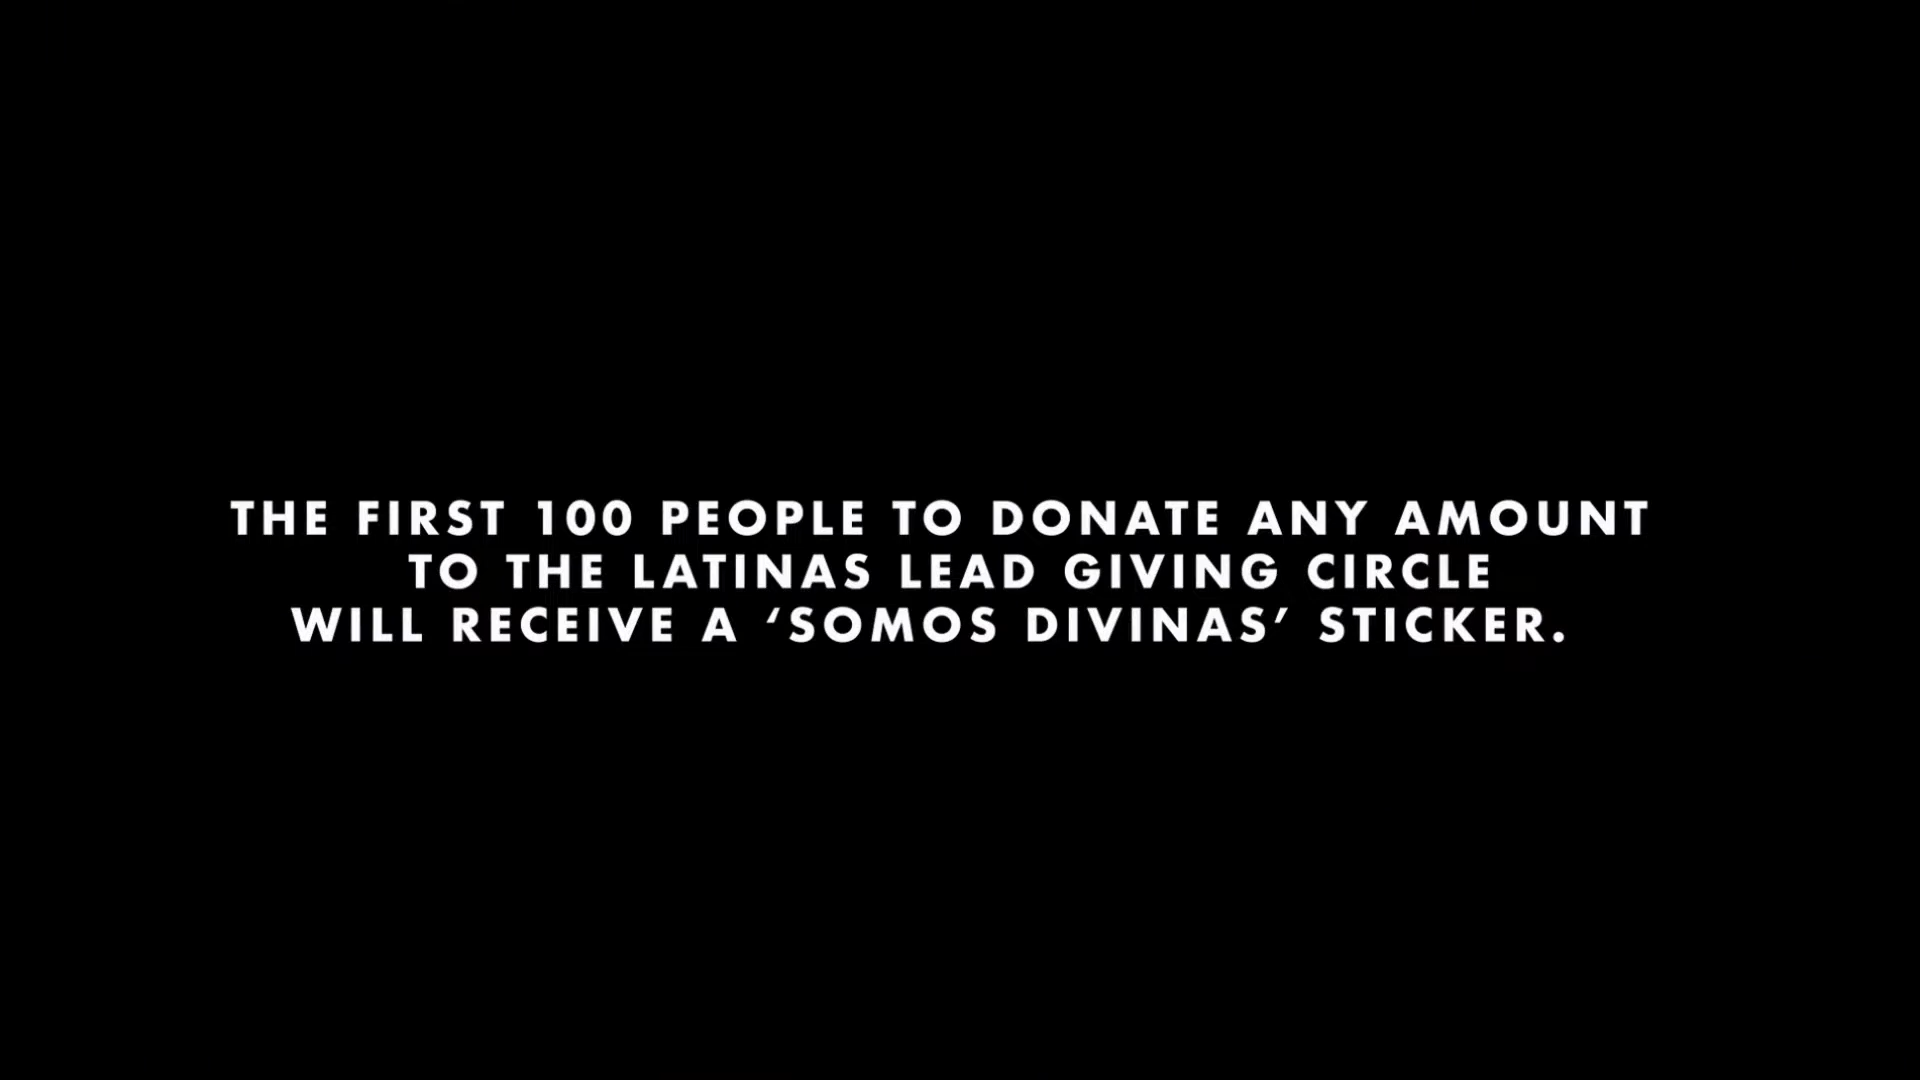 THE FIRST 100 PEOPLE TO DONATE ANY AMOUNT
TO THE LATINAS LEAD GIVING CIRCLE
WILL RECEIVE A ‘SOMOS DIVINAS’ STICKER.